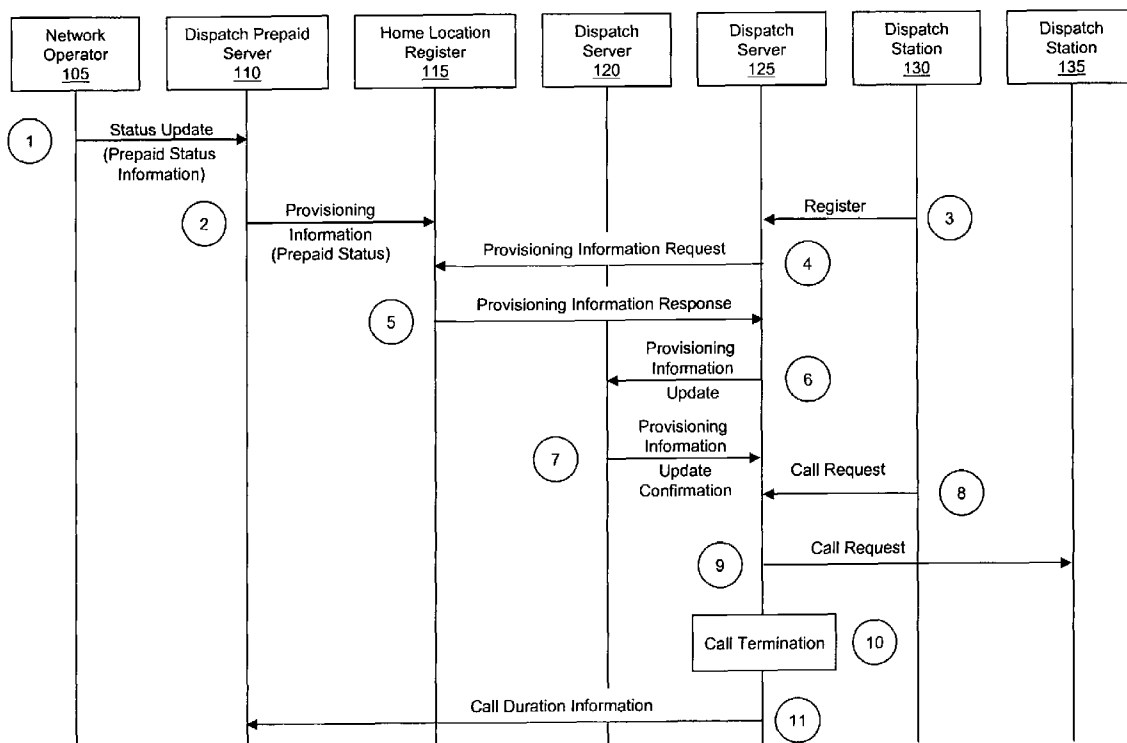 Network
Operator
105
Dispatch Prepaid
Server
110
Home Location
Register
115
Dispatch
Server
120
Dispatch
Server
125
Dispatch
Station
130
Dispatch
Station
135
1
Status Update
(Prepaid Status
Information)
2
Provisioning
Information
(Prepaid Status)
Register
3
Provisioning Information Request
4
5
Provisioning Information Response
Provisioning
Information
Update
6
7
Provisioning
Information
Update
Confirmation
Call Request
8
9
Call Request
Call Termination
10
Call Duration Information
11